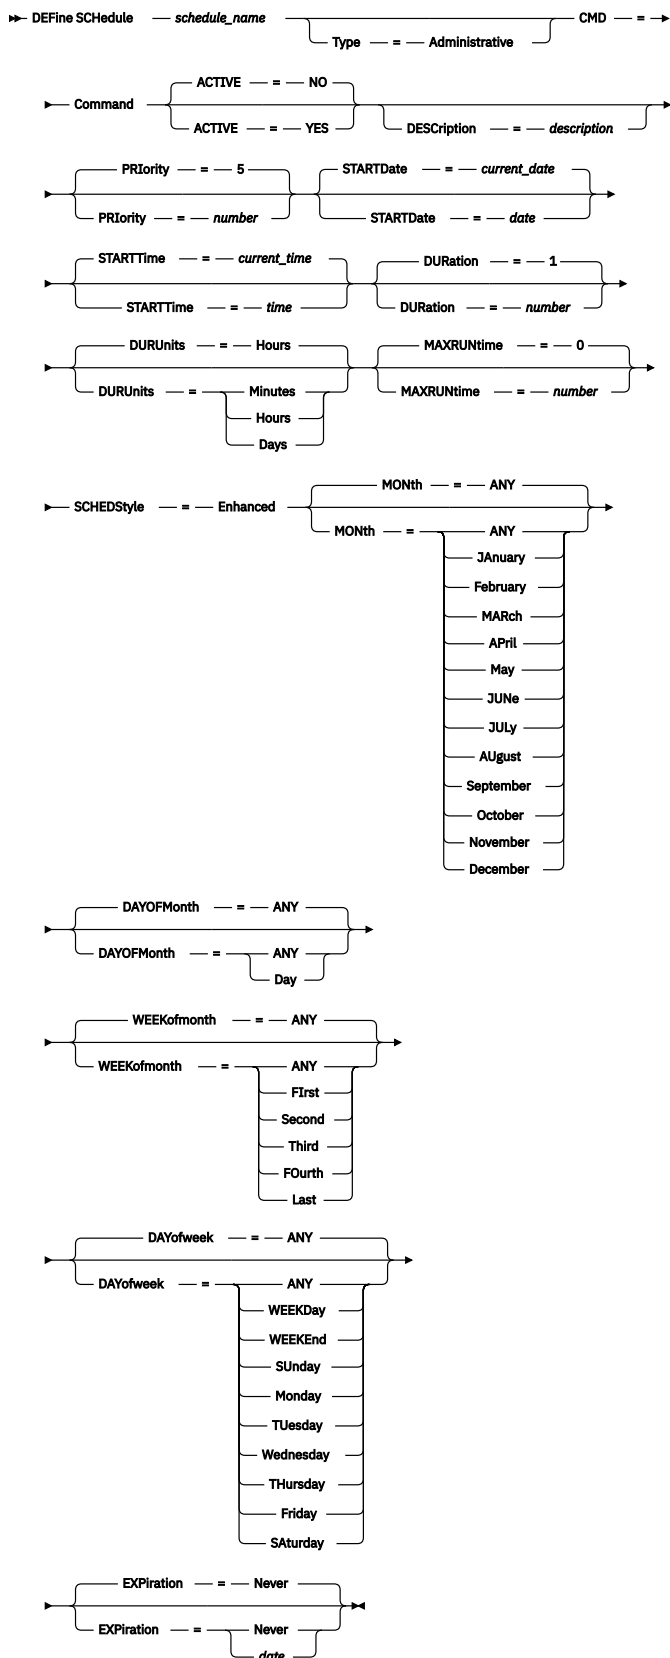 DEFine SCHedule schedule_name CMD =
Type = Administrative
ACTIVE = NO
Command
ACTIVE = YES
DESCription = description
PRIority = 5
STARTDate = current_date
PRIority = number
STARTDate = date
STARTTime = current_time
DURation = 1
STARTTime = time
DURation = number
DURUnits = Hours
MAXRUNtime = 0
DURUnits = Minutes
MAXRUNtime = number
Hours
Days
MONth = ANY
SCHEDStyle = Enhanced
MONth = ANY
JAnuary
February
MARch
APril
May
JUNe
JULy
AUgust
September
October
November
December
DAYOFMonth = ANY
DAYOFMonth = ANY
Day
WEEKofmonth = ANY
WEEKofmonth = ANY
FIrst
Second
Third
FOurth
Last
DAYofweek = ANY
DAYofweek = ANY
WEEKDay
WEEKEnd
SUnday
Monday
TUesday
Wednesday
THursday
Friday
SAturday
EXPiration = Never
EXPiration = Never
date